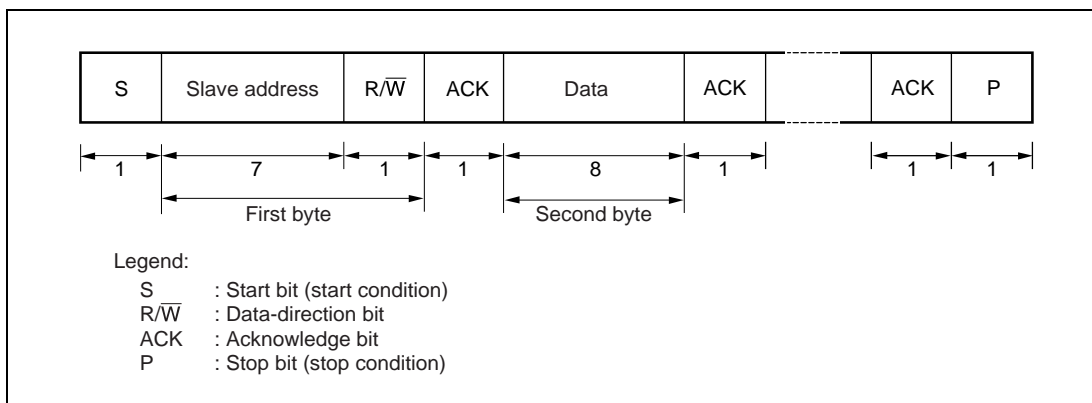 S Slave address R/W̅ ACK Data ACK ACK P
1 7 1 1 8 1 1 1
First byte Second byte
Legend:
S : Start bit (start condition)
R/W̅ : Data-direction bit
ACK : Acknowledge bit
P : Stop bit (stop condition)